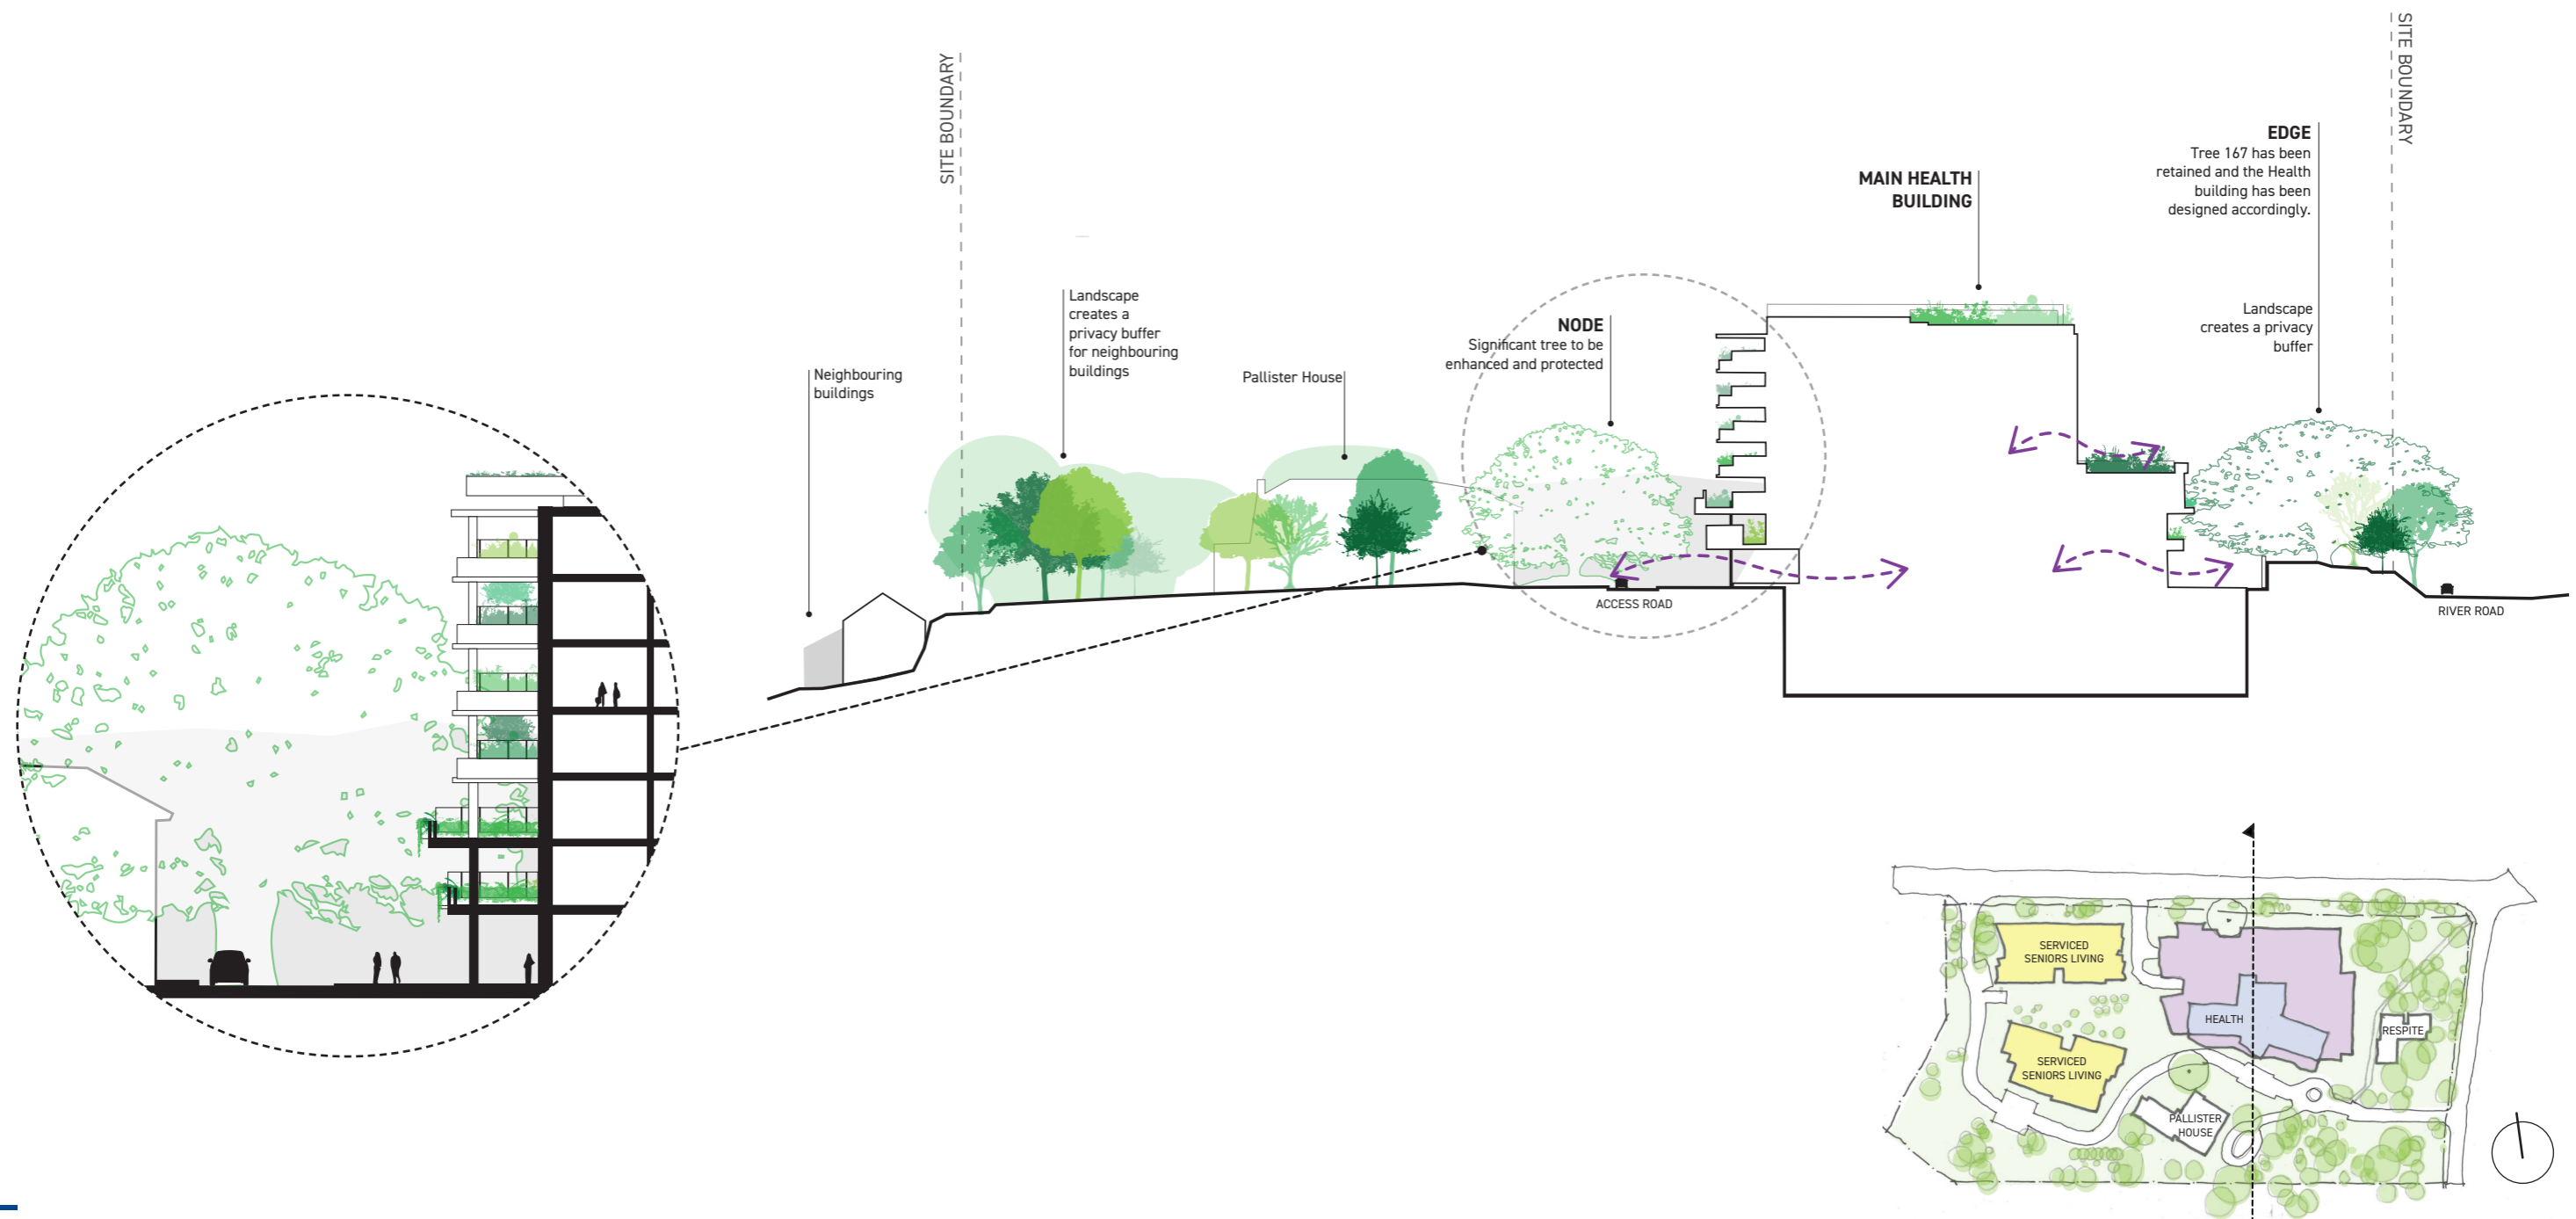 SITE BOUNDARY
SITE BOUNDARY
EDGE
Tree 167 has been
retained and the Health
building has been
designed accordingly.
MAIN HEALTH
BUILDING
Landscape
creates a
privacy buffer
for neighbouring
buildings
Landscape
creates a privacy
buffer
NODE
Significant tree to be
enhanced and protected
Neighbouring
buildings
Pallister House
ACCESS ROAD
RIVER ROAD
SERVICED
SENIORS LIVING
HEALTH
RESPITE
SERVICED
SENIORS LIVING
PALLISTER
HOUSE